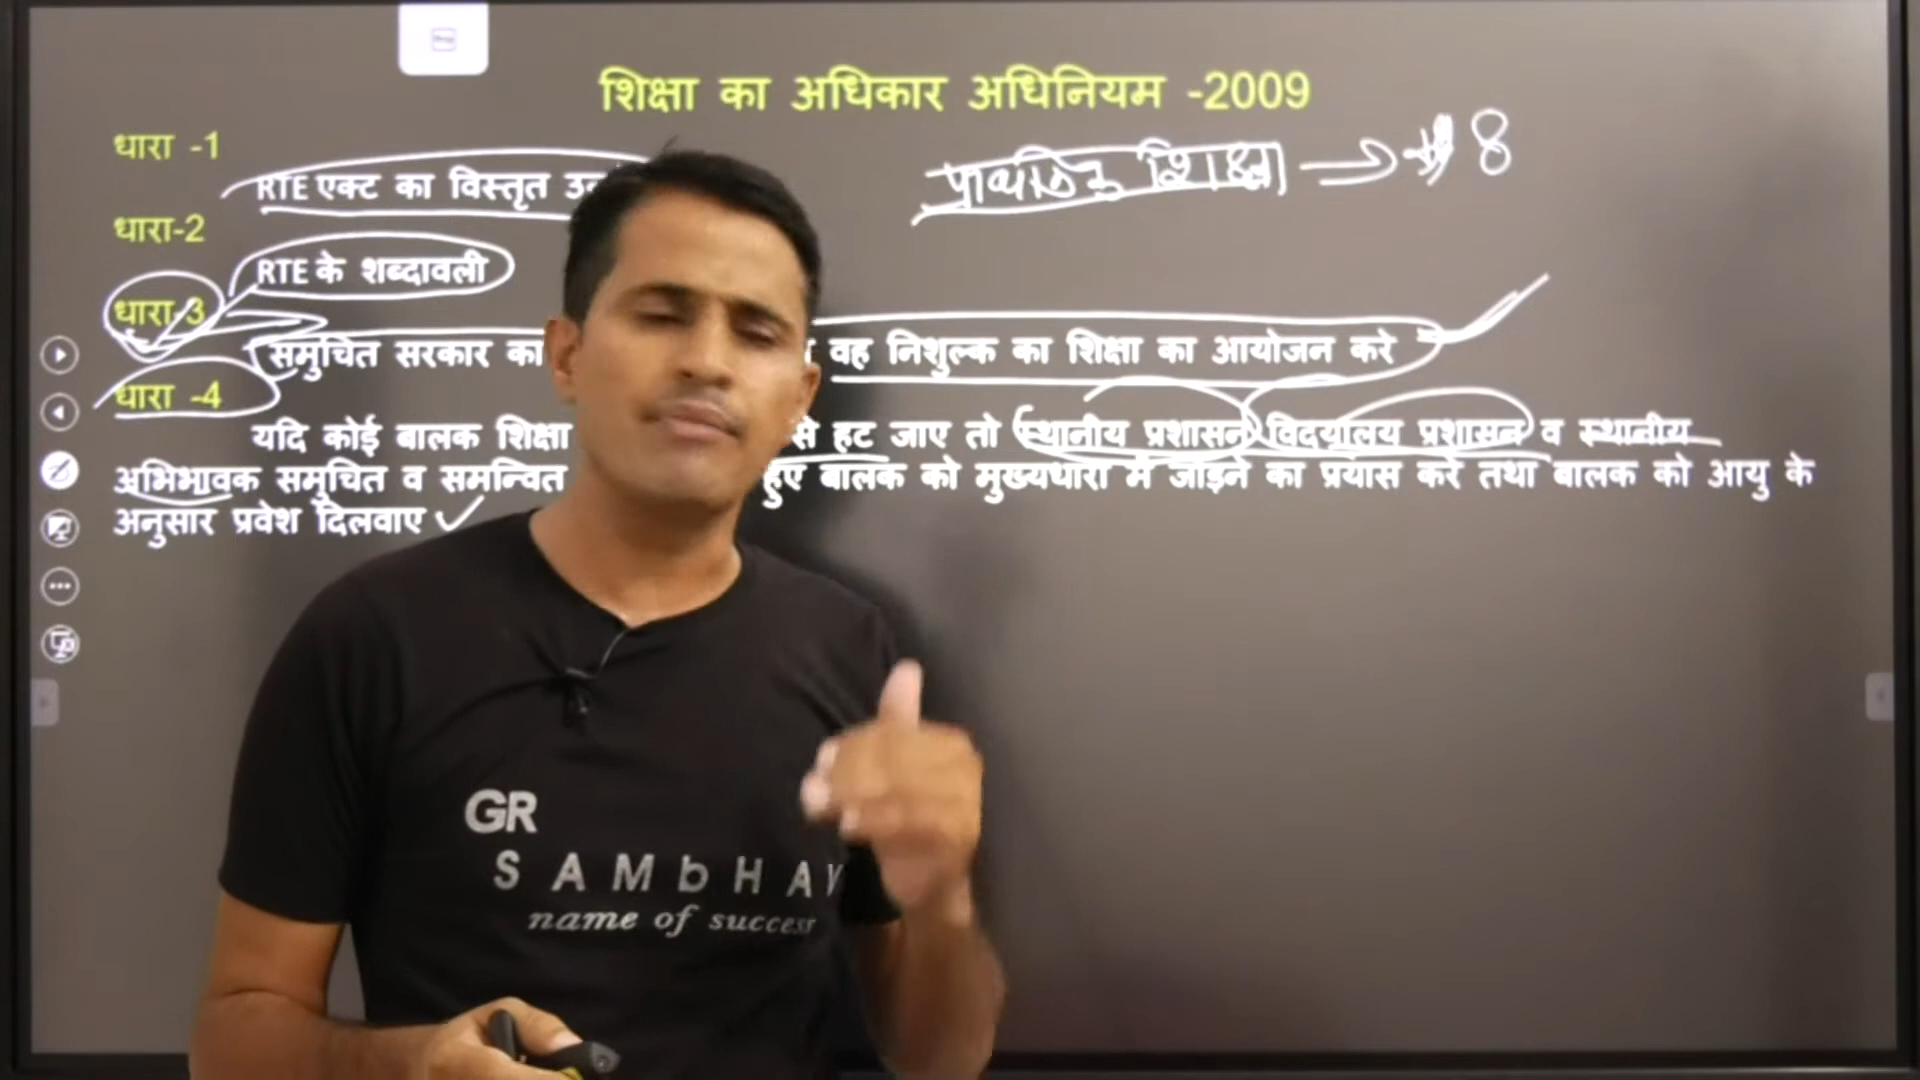 शिक्षा का अधिकार अधिनियम -2009
धारा -1
प्राथमिक शिक्षा → 8
RTE एक्ट का विस्तृत
धारा-2
RTE के शब्दावली
धारा-3
समुचित सरकार का वह निशुल्क का शिक्षा का आयोजन करे
धारा -4
यदि कोई बालक शिक्षा से हट जाए तो स्थानीय प्रशासन विद्यालय प्रशासन व स्थानीय
अभिभावक समुचित व समन्वित हुए बालक को मुख्यधारा में जोड़ने का प्रयास करे तथा बालक को आयु के
अनुसार प्रवेश दिलवाए
GR
SAMbHAV
name of success